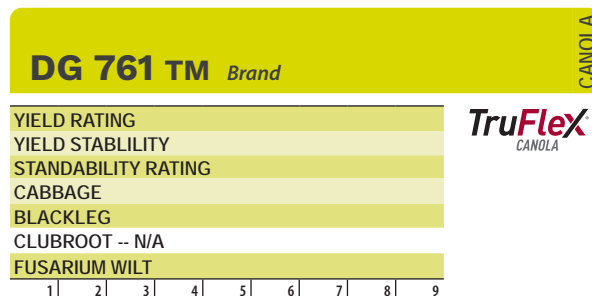 DG 761 TM Brand
CANOLA
YIELD RATING
YIELD STABLILITY
STANDABILITY RATING
CABBAGE
BLACKLEG
CLUBROOT -- N/A
FUSARIUM WILT
1 2 3 4 5 6 7 8 9
TruFlex
CANOLA